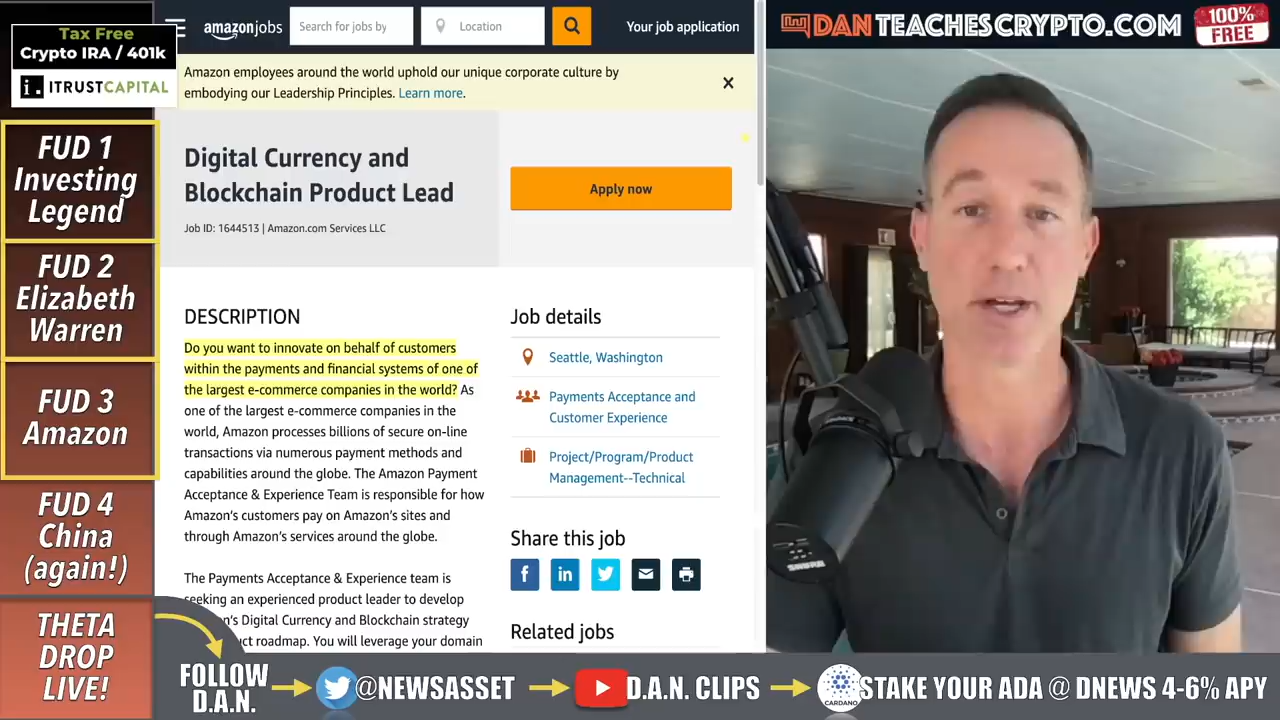 Tax Free
Crypto IRA / 401k
ITRUSTCAPITAL
FUD 1
Investing
Legend
FUD 2
Elizabeth
Warren
FUD 3
Amazon
FUD 4
China
(again!)
THETA
DROP
LIVE!
amazon jobs
Search for jobs by
Location
Your job application
Amazon employees around the world uphold our unique corporate culture by
embodying our Leadership Principles. Learn more.
Digital Currency and
Blockchain Product Lead
Job ID: 1644513 | Amazon.com Services LLC
Apply now
DESCRIPTION
Do you want to innovate on behalf of customers
within the payments and financial systems of one of
the largest e-commerce companies in the world? As
one of the largest e-commerce companies in the
world, Amazon processes billions of secure on-line
transactions via numerous payment methods and
capabilities around the globe. The Amazon Payment
Acceptance & Experience Team is responsible for how
Amazon's customers pay on Amazon's sites and
through Amazon's services around the globe.
The Payments Acceptance & Experience team is
seeking an experienced product leader to develop
Digital Currency and Blockchain strategy
roadmap. You will leverage your domain
Job details
Seattle, Washington
Payments Acceptance and
Customer Experience
Project/Program/Product
Management--Technical
Share this job
Related jobs
DANTEACHESCRYPTO.COM
100%
FREE
SHURE
FOLLOW
D.A.N.
@NEWSASSET
D.A.N. CLIPS
CARDANO
STAKE YOUR ADA @ DNEWS 4-6% APY